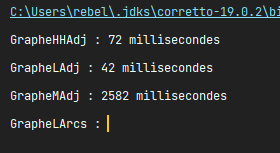 C:\Users\rebel\.jdks\corretto-19.0.2\bi
GrapheHHAdj : 72 millisecondes
GrapheLAdj : 42 millisecondes
GrapheMAdj : 2582 millisecondes
GrapheLArcs :